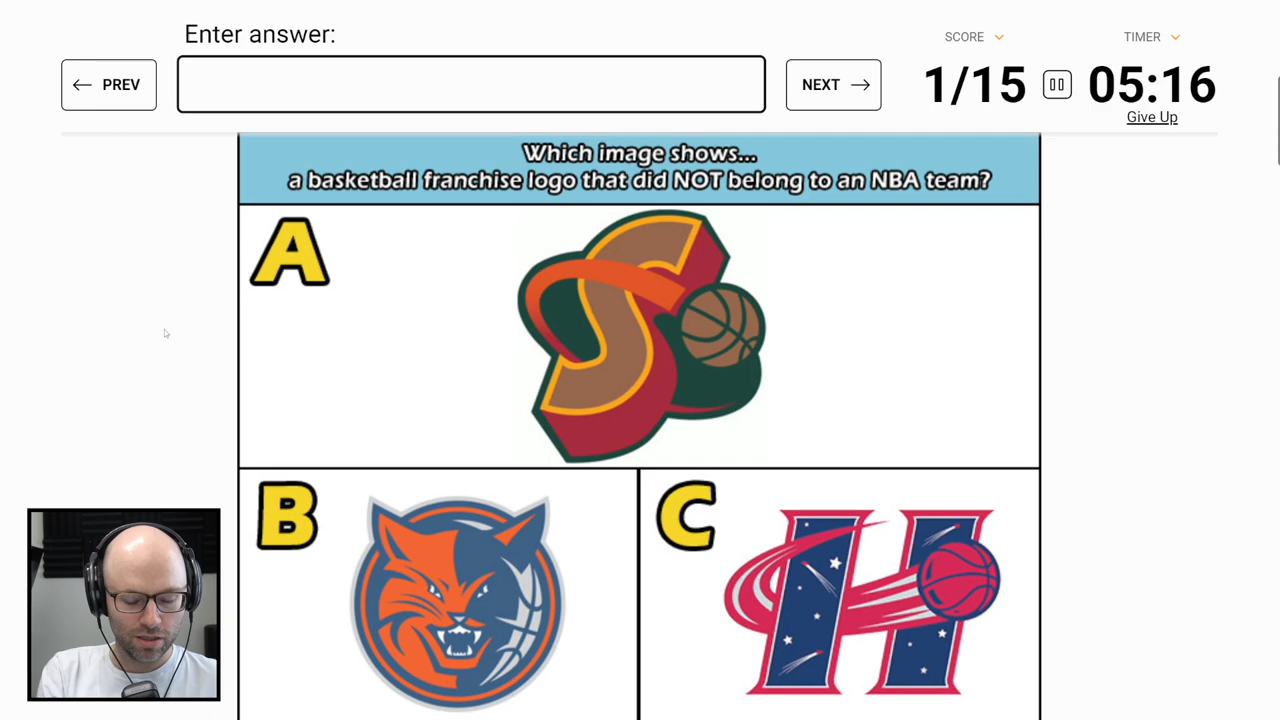 Enter answer:
← PREV
NEXT →
SCORE
1/15
TIMER
05:16
Give Up
Which image shows...
a basketball franchise logo that did NOT belong to an NBA team?
A
S
B
C
H